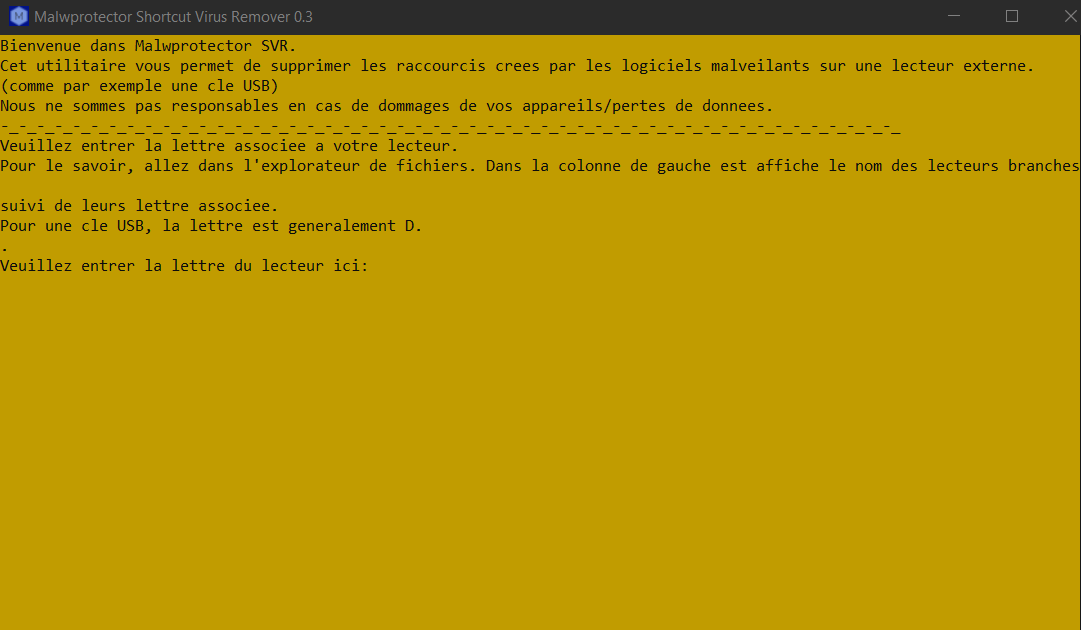 Malwprotector Shortcut Virus Remover 0.3
Bienvenue dans Malwprotector SVR.
Cet utilitaire vous permet de supprimer les raccourcis crees par les logiciels malveilants sur une lecteur externe.
(comme par exemple une cle USB)
Nous ne sommes pas responsables en cas de dommages de vos appareils/pertes de donnees.
-_-_-_-_-_-_-_-_-_-_-_-_-_-_-_-_-_-_-_-_-_-_-_-_-_-_-_-_-_-_-_-_-_-_-_-_-_-_-_-_-_-_-_-_-_-_-_-_-_-_
Veuillez entrer la lettre associee a votre lecteur.
Pour le savoir, allez dans l'explorateur de fichiers. Dans la colonne de gauche est affiche le nom des lecteurs branches
suivi de leurs lettre associee.
Pour une cle USB, la lettre est generalement D.
.
Veuillez entrer la lettre du lecteur ici: